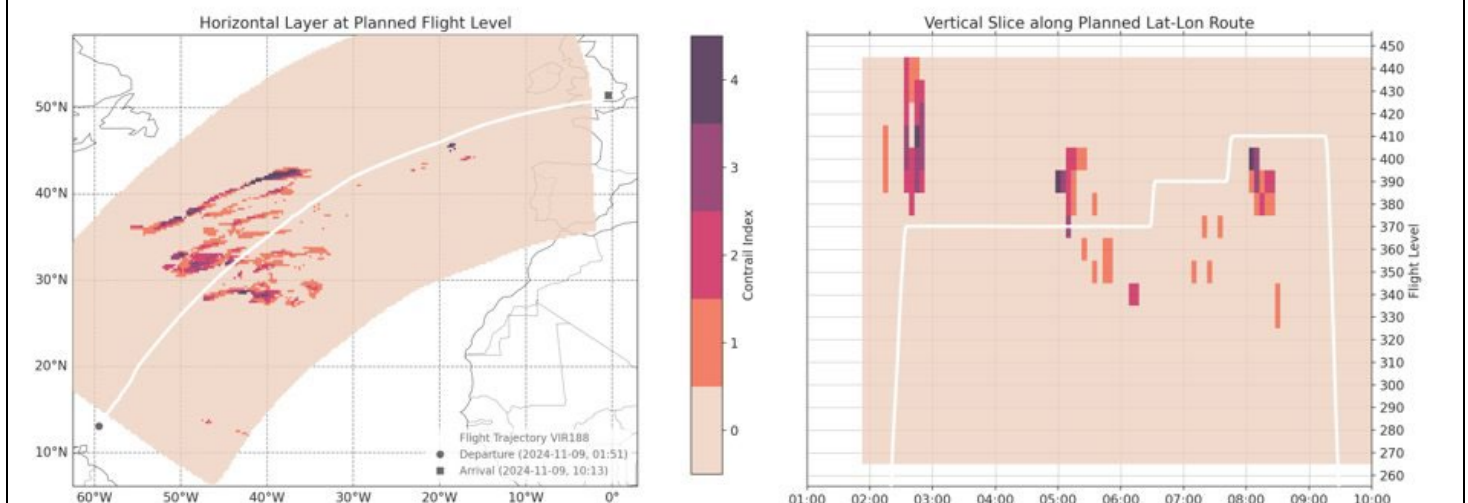 Horizontal Layer at Planned Flight Level
50°N
40°N
30°N
20°N
10°N
60°W
50°W
40°W
30°W
20°W
10°W
0°
Flight Trajectory VIR188
Departure (2024-11-09, 01:51)
Arrival (2024-11-09, 10:13)
4
3
2
1
0
Contrail Index
Vertical Slice along Planned Lat-Lon Route
450
440
430
420
410
400
390
380
370
360
350
340
330
320
310
300
290
280
270
260
Flight Level
01:00
02:00
03:00
04:00
05:00
06:00
07:00
08:00
09:00
10:00